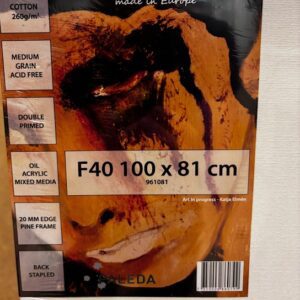 made in Europe
COTTON
260g/m²
MEDIUM
GRAIN
ACID FREE
DOUBLE
PRIMED
F40 100 x 81 cm
961081
OIL
ACRYLIC
MIXED MEDIA
Art in progress - Katja Elmén
20 MM EDGE
PINE FRAME
BACK
STAPLED